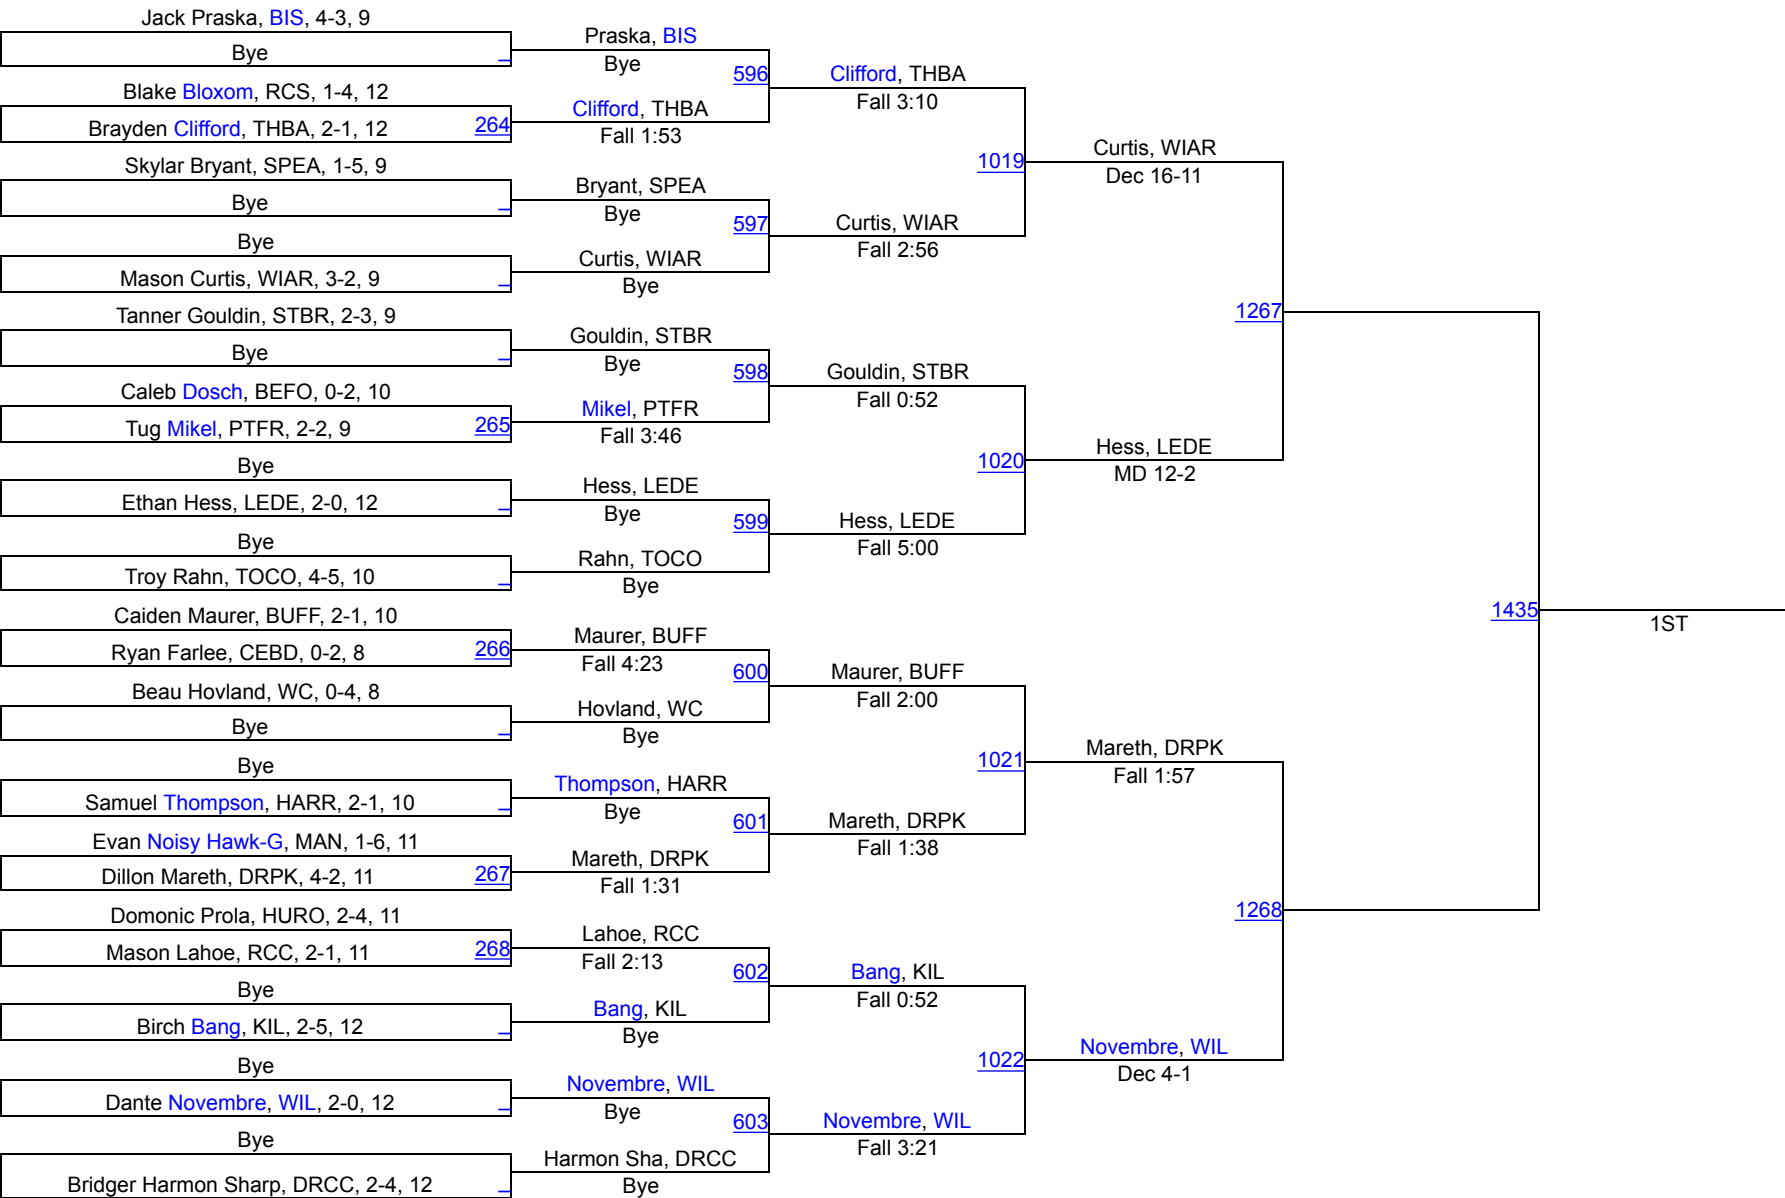 Jack Praska, BIS, 4-3, 9
Bye
Blake Bloxom, RCS, 1-4, 12
Brayden Clifford, THBA, 2-1, 12
264
Skylar Bryant, SPEA, 1-5, 9
Bye
Bye
Mason Curtis, WIAR, 3-2, 9
Tanner Gouldin, STBR, 2-3, 9
Bye
Caleb Dosch, BEFO, 0-2, 10
Tug Mikel, PTFR, 2-2, 9
265
Bye
Ethan Hess, LEDE, 2-0, 12
Bye
Troy Rahn, TOCO, 4-5, 10
Caiden Maurer, BUFF, 2-1, 10
Ryan Farlee, CEBD, 0-2, 8
266
Beau Hovland, WC, 0-4, 8
Bye
Bye
Samuel Thompson, HARR, 2-1, 10
Evan Noisy Hawk-G, MAN, 1-6, 11
Dillon Mareth, DRPK, 4-2, 11
267
Domonic Prola, HURO, 2-4, 11
Mason Lahoe, RCC, 2-1, 11
268
Bye
Birch Bang, KIL, 2-5, 12
Bye
Dante Novembre, WIL, 2-0, 12
Bye
Bridger Harmon Sharp, DRCC, 2-4, 12
Praska, BIS
Bye
596
Clifford, THBA
Fall 1:53
Bryant, SPEA
Bye
597
Curtis, WIAR
Bye
Gouldin, STBR
Bye
598
Mikel, PTFR
Fall 3:46
Hess, LEDE
Bye
599
Rahn, TOCO
Bye
Maurer, BUFF
Fall 4:23
600
Hovland, WC
Bye
Thompson, HARR
Bye
601
Mareth, DRPK
Fall 1:31
Lahoe, RCC
Fall 2:13
602
Bang, KIL
Bye
Novembre, WIL
Bye
603
Harmon Sha, DRCC
Bye
Clifford, THBA
Fall 3:10
1019
Curtis, WIAR
Fall 2:56
Gouldin, STBR
Fall 0:52
1020
Hess, LEDE
Fall 5:00
Maurer, BUFF
Fall 2:00
1021
Mareth, DRPK
Fall 1:38
Bang, KIL
Fall 0:52
1022
Novembre, WIL
Fall 3:21
Curtis, WIAR
Dec 16-11
1267
Hess, LEDE
MD 12-2
Mareth, DRPK
Fall 1:57
1268
Novembre, WIL
Dec 4-1
1435
1ST